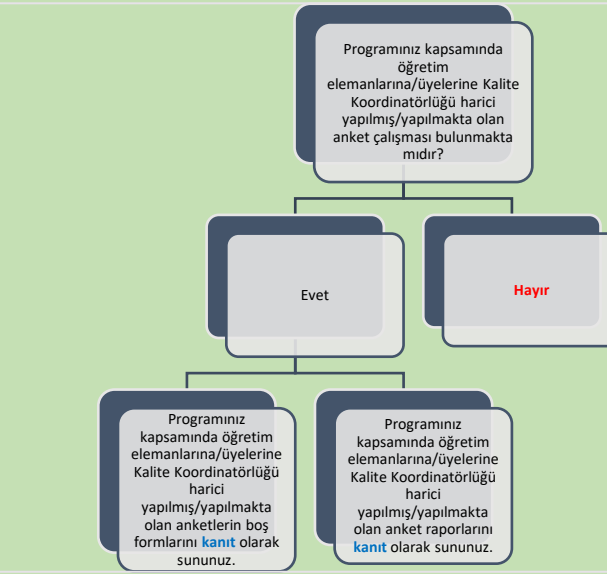 Programınız kapsamında
öğretim
elemanlarına/üyelerine Kalite
Koordinatörlüğü harici
yapılmış/yapılmakta olan
anket çalışması bulunmakta
mıdır?
Evet
Hayır
Programınız
kapsamında öğretim
elemanlarına/üyelerine
Kalite Koordinatörlüğü
harici
yapılmış/yapılmakta
olan anketlerin boş
formlarını kanıt olarak
sununuz.
Programınız
kapsamında öğretim
elemanlarına/üyelerine
Kalite Koordinatörlüğü
harici
yapılmış/yapılmakta
olan anket raporlarını
kanıt olarak sununuz.